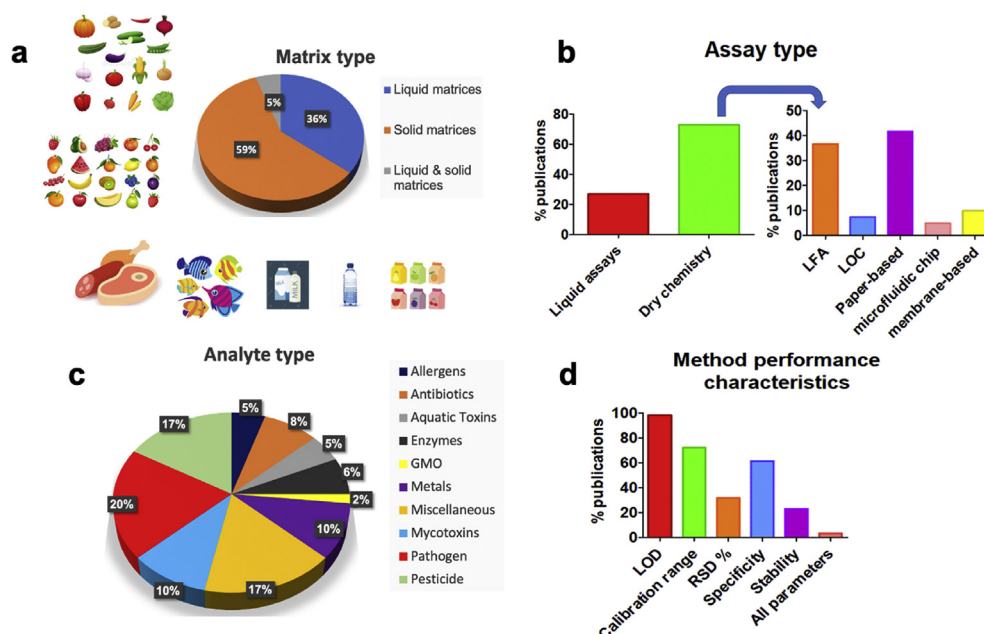 a
Matrix type
5%
36%
59%
Liquid matrices
Solid matrices
Liquid & solid
matrices
MILK
b
Assay type
% publications
80
60
40
20
0
Liquid assays
Dry chemistry
% publications
50
40
30
20
10
0
LFA
LOC
Paper-based
microfluidic chip
membrane-based
c
Analyte type
5%
8%
5%
6%
2%
10%
17%
10%
20%
17%
Allergens
Antibiotics
Aquatic Toxins
Enzymes
GMO
Metals
Miscellaneous
Mycotoxins
Pathogen
Pesticide
d
Method performance
characteristics
% publications
100
80
60
40
20
0
LOD
Calibration range
RSD %
Specificity
Stability
All parameters